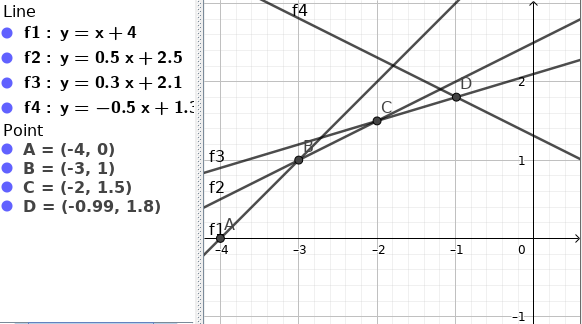 Line
f1 : y = x + 4
f2 : y = 0.5 x + 2.5
f3 : y = 0.3 x + 2.1
f4 : y = −0.5 x + 1.3
Point
A = (-4, 0)
B = (-3, 1)
C = (-2, 1.5)
D = (-0.99, 1.8)
f4
2
D
C
B
f3
1
f2
f1
A
−4
−3
−2
−1
0
−1